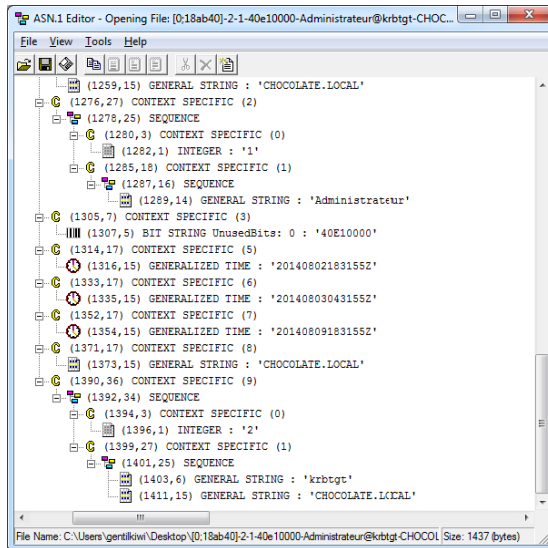 ASN.1 Editor - Opening File: [0;18ab40]-2-1-40e10000-Administrateur@krbtgt-CHOC...
File View Tools Help
(1259,15) GENERAL STRING : 'CHOCOLATE.LOCAL'
(1276,27) CONTEXT SPECIFIC (2)
(1278,25) SEQUENCE
(1280,3) CONTEXT SPECIFIC (0)
(1282,1) INTEGER : '1'
(1285,18) CONTEXT SPECIFIC (1)
(1287,16) SEQUENCE
(1289,14) GENERAL STRING : 'Administrateur'
(1305,7) CONTEXT SPECIFIC (3)
(1307,5) BIT STRING UnusedBits: 0 : '40E10000'
(1314,17) CONTEXT SPECIFIC (5)
(1316,15) GENERALIZED TIME : '20140802183155Z'
(1333,17) CONTEXT SPECIFIC (6)
(1335,15) GENERALIZED TIME : '20140803043155Z'
(1352,17) CONTEXT SPECIFIC (7)
(1354,15) GENERALIZED TIME : '20140809183155Z'
(1371,17) CONTEXT SPECIFIC (8)
(1373,15) GENERAL STRING : 'CHOCOLATE.LOCAL'
(1390,36) CONTEXT SPECIFIC (9)
(1392,34) SEQUENCE
(1394,3) CONTEXT SPECIFIC (0)
(1396,1) INTEGER : '2'
(1399,27) CONTEXT SPECIFIC (1)
(1401,25) SEQUENCE
(1403,6) GENERAL STRING : 'krbtgt'
(1411,15) GENERAL STRING : 'CHOCOLATE.LOCAL'
File Name: C:\Users\gentilkiwi\Desktop\[0;18ab40]-2-1-40e10000-Administrateur@krbtgt-CHOCOL Size: 1437 (bytes)